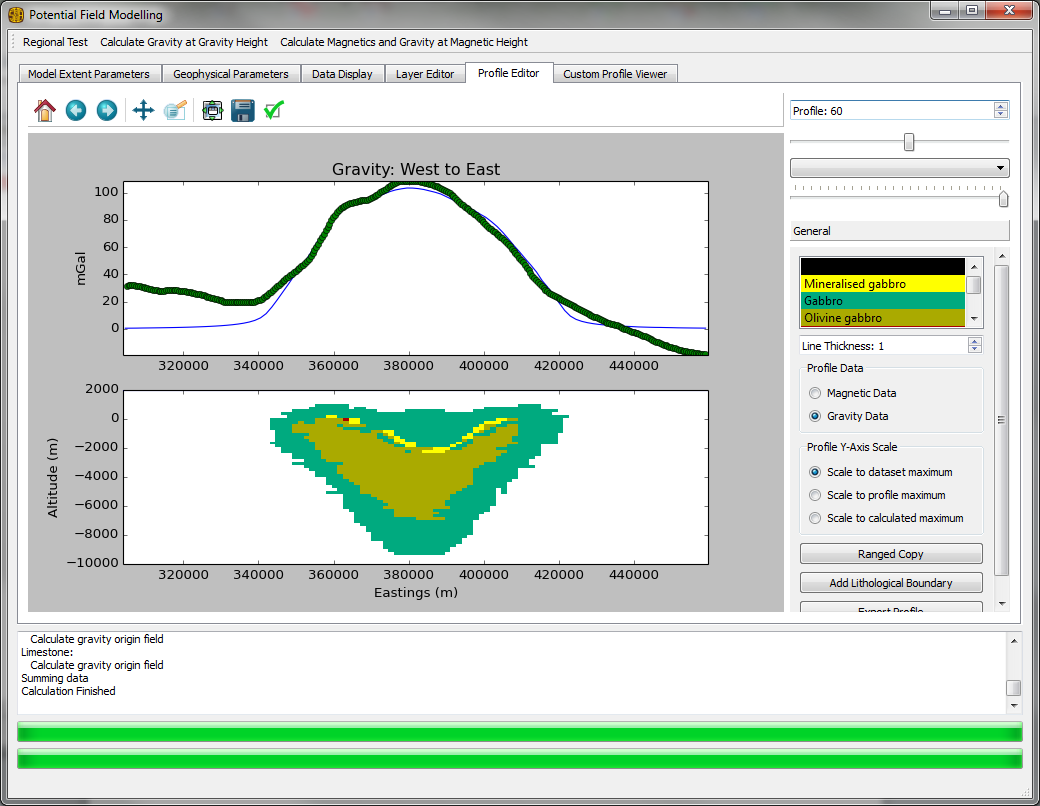 Potential Field Modelling
Regional Test Calculate Gravity at Gravity Height Calculate Magnetics and Gravity at Magnetic Height
Model Extent Parameters Geophysical Parameters Data Display Layer Editor Profile Editor Custom Profile Viewer
Gravity: West to East
mGal
100
80
60
40
20
0
320000 340000 360000 380000 400000 420000 440000
Altitude (m)
2000
0
−2000
−4000
−6000
−8000
−10000
320000 340000 360000 380000 400000 420000 440000
Eastings (m)
Profile: 60
General
Mineralised gabbro
Gabbro
Olivine gabbro
Line Thickness: 1
Profile Data
Magnetic Data
Gravity Data
Profile Y-Axis Scale
Scale to dataset maximum
Scale to profile maximum
Scale to calculated maximum
Ranged Copy
Add Lithological Boundary
Export Profile
Calculate gravity origin field
Limestone:
Calculate gravity origin field
Summing data
Calculation Finished